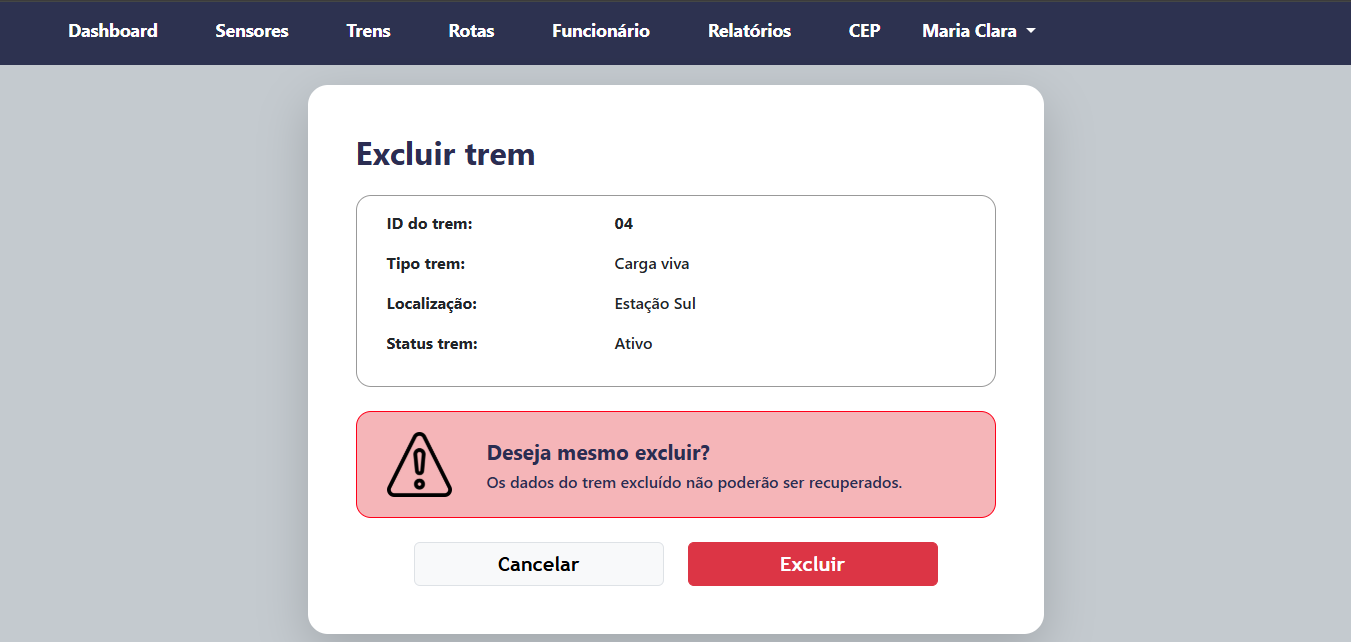 Dashboard Sensores Trens Rotas Funcionário Relatórios CEP Maria Clara
Excluir trem
ID do trem: 04
Tipo trem: Carga viva
Localização: Estação Sul
Status trem: Ativo
Deseja mesmo excluir?
Os dados do trem excluído não poderão ser recuperados.
Cancelar Excluir